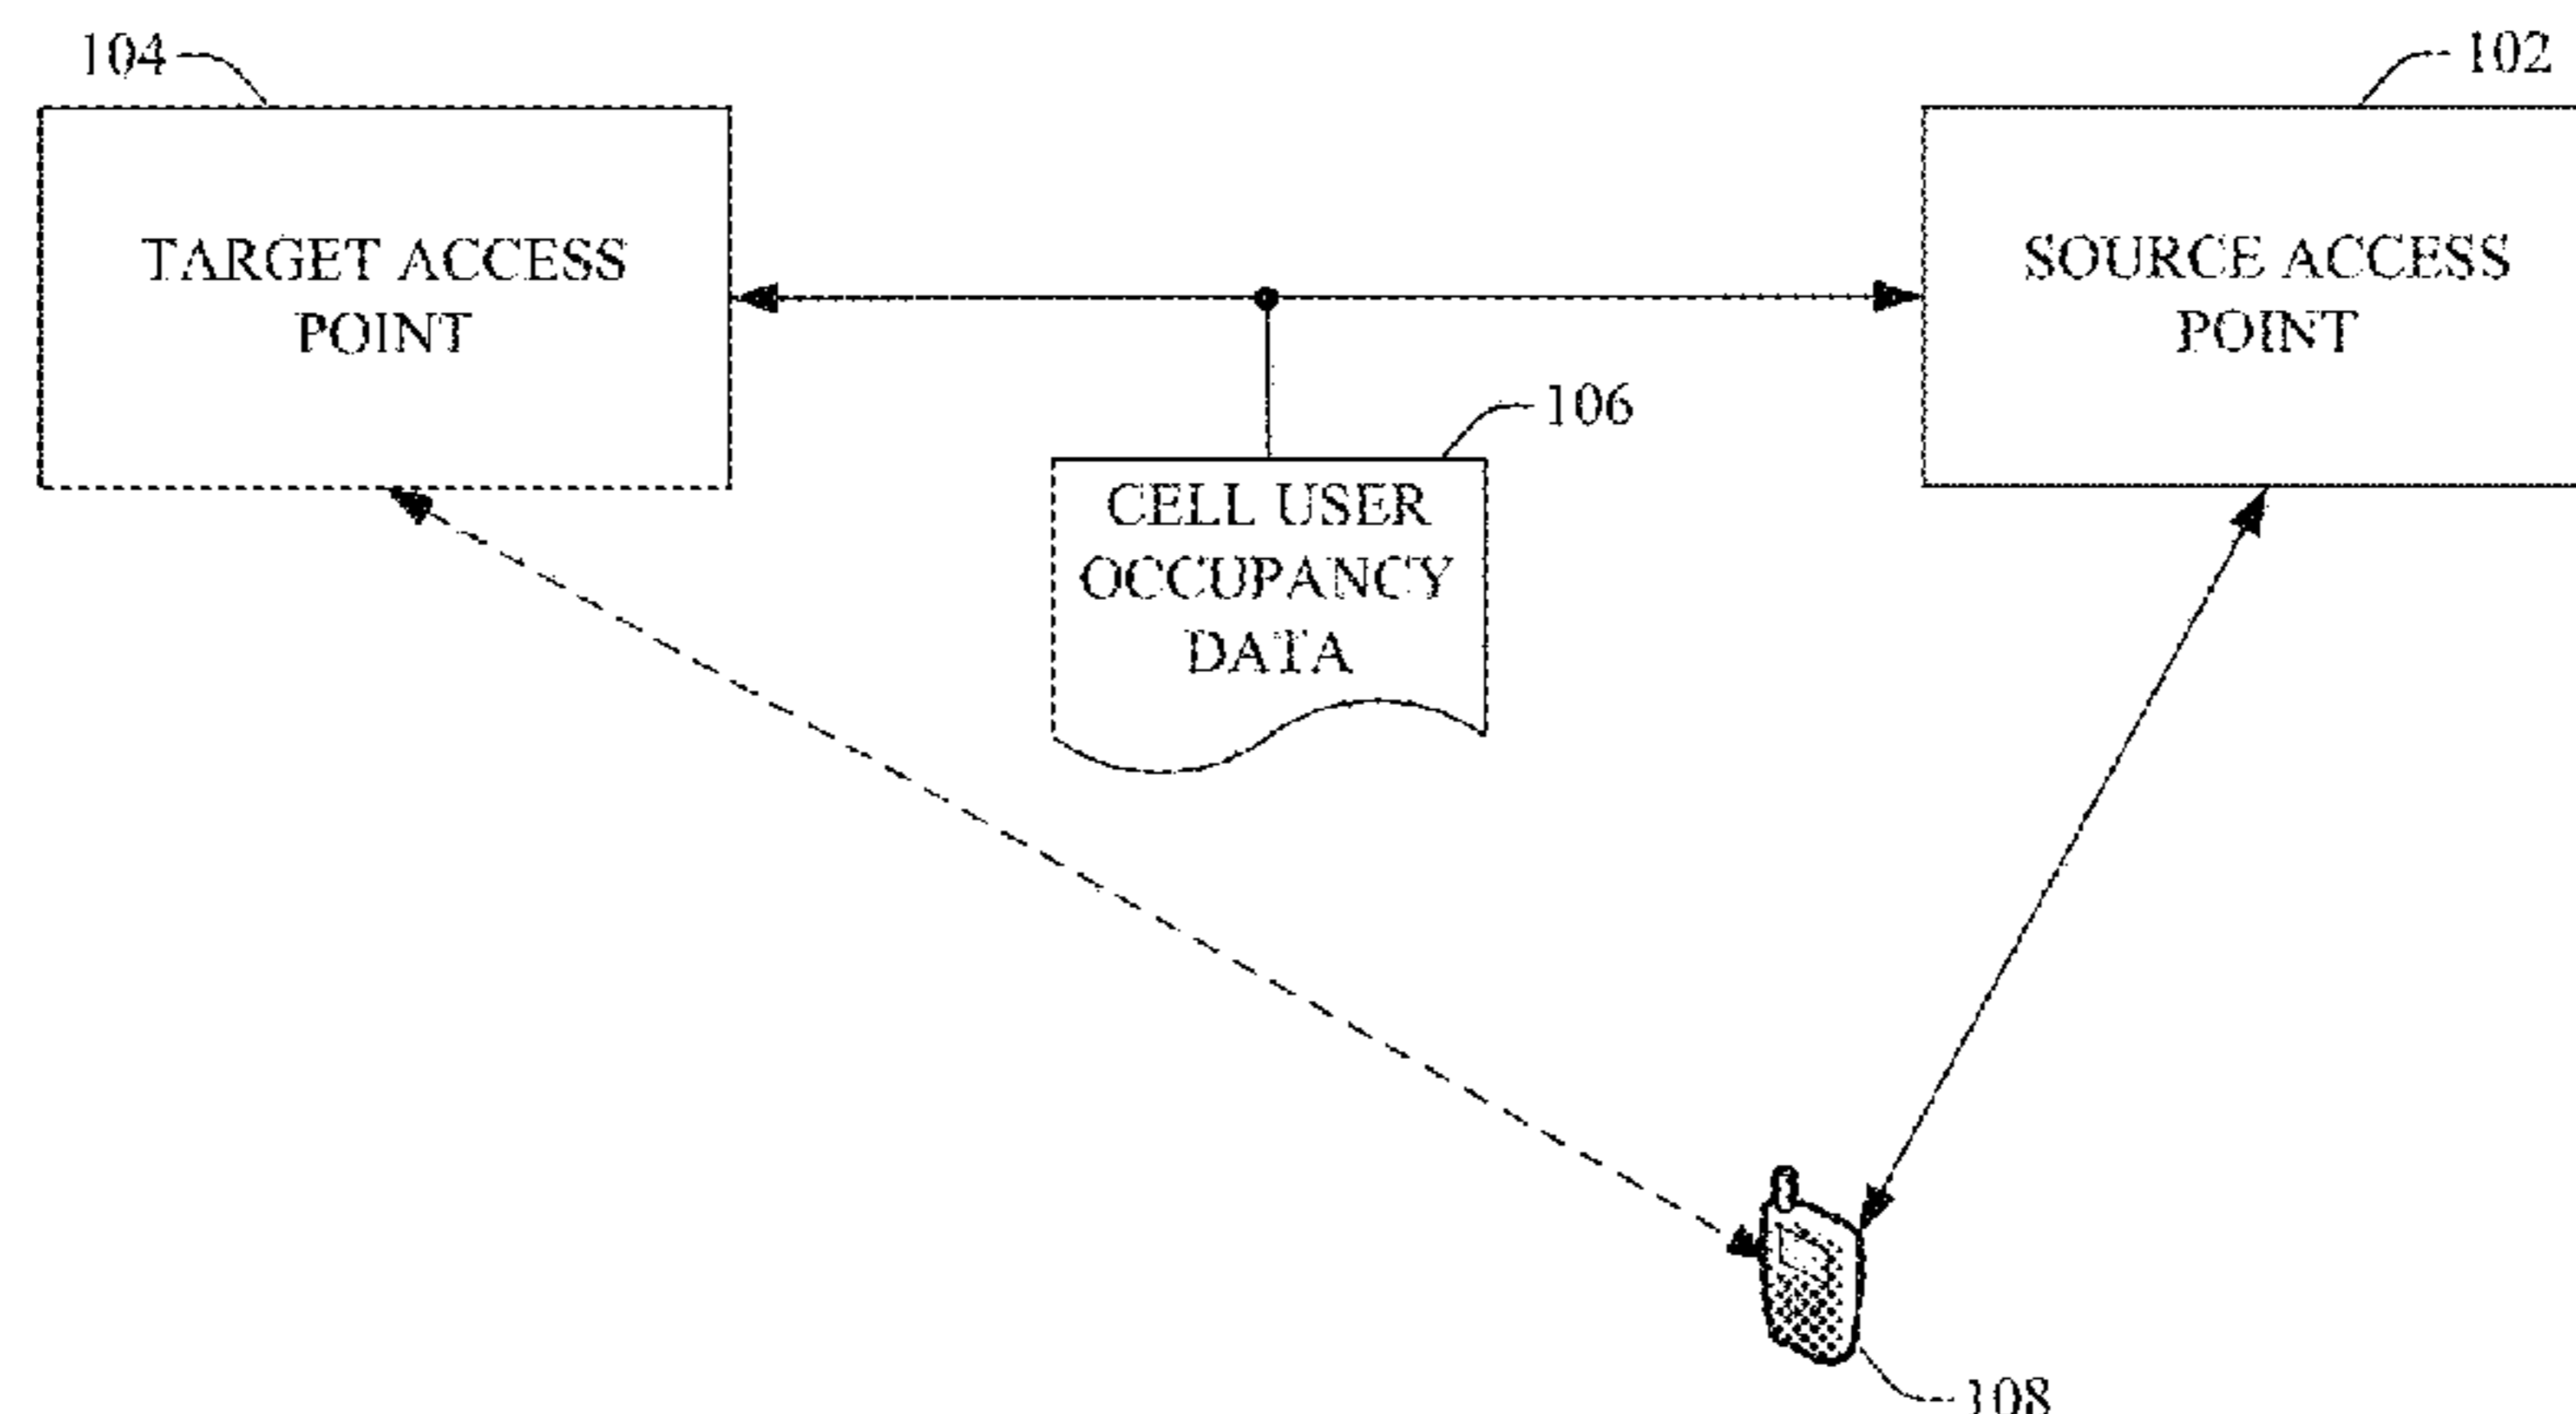 104
102
TARGET ACCESS
POINT
SOURCE ACCESS
POINT
106
CELL USER
OCCUPANCY
DATA
108